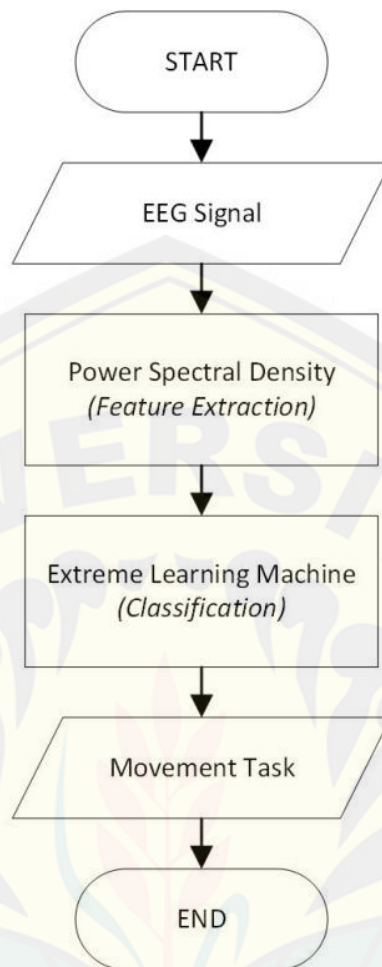 START
EEG Signal
Power Spectral Density
(Feature Extraction)
Extreme Learning Machine
(Classification)
Movement Task
END